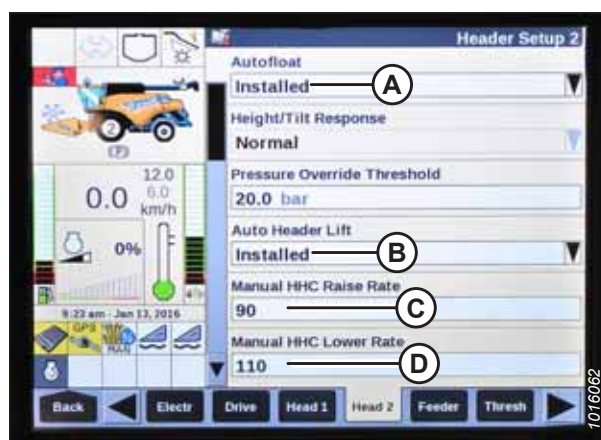 Header Setup 2
Autofloat
Installed
A
Height/Tilt Response
Normal
Pressure Override Threshold
20.0 bar
Auto Header Lift
Installed
B
Manual HHC Raise Rate
90
C
Manual HHC Lower Rate
110
D
2
(P)
12.0
6.0
0.0 km/h
0%
9:23 am - Jan 13, 2016
GPS
Back
Electr
Drive
Head 1
Head 2
Feeder
Thresh
1016062